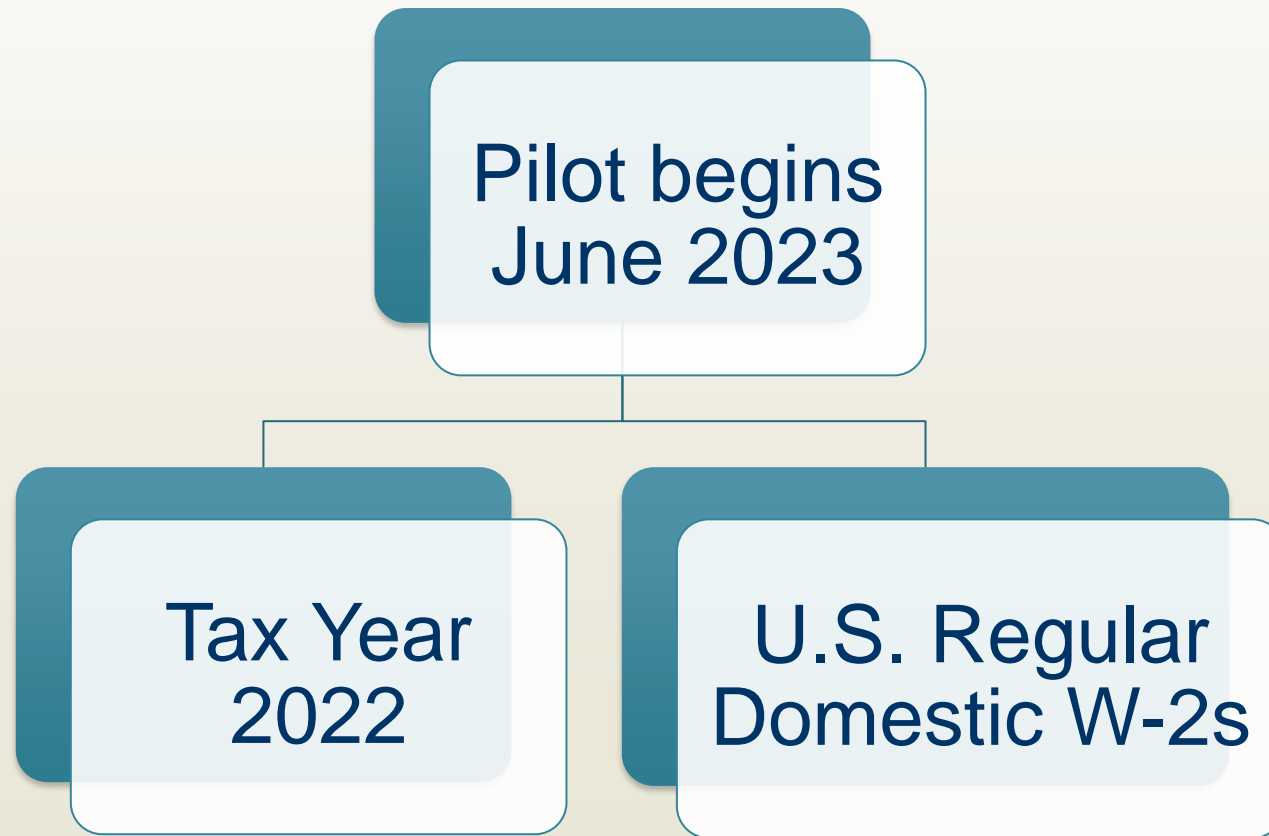 Pilot begins
June 2023
Tax Year
2022
U.S. Regular
Domestic W-2s